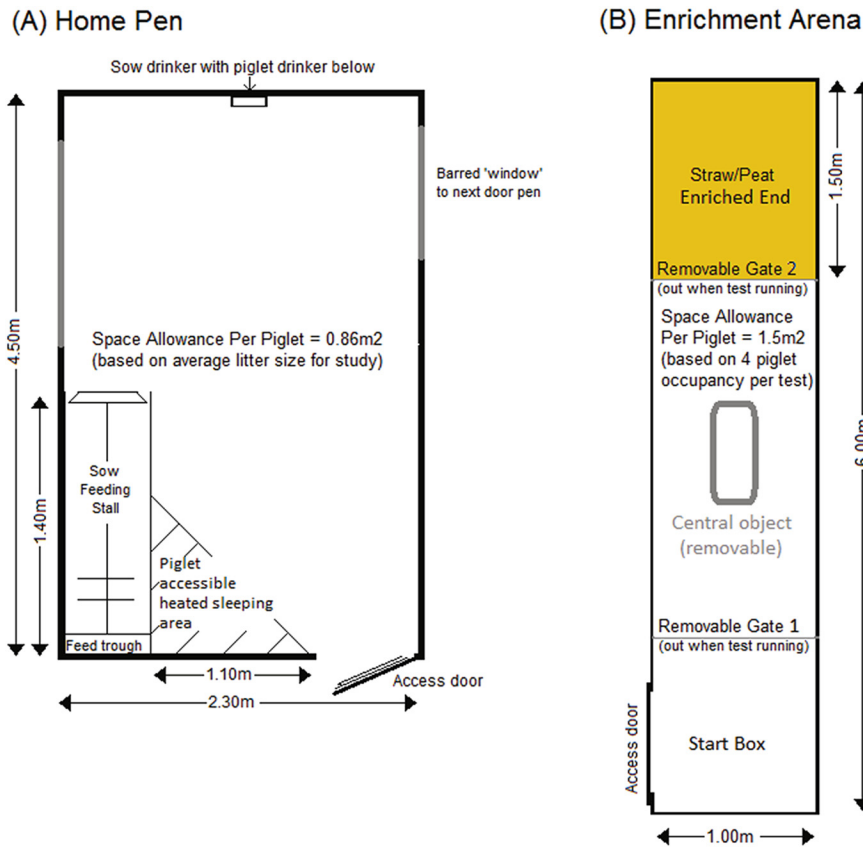 (A) Home Pen
Sow drinker with piglet drinker below
4.50m
Barred 'window'
to next door pen
Space Allowance Per Piglet = 0.86m2
(based on average litter size for study)
1.40m
Sow
Feeding
Stall
Piglet
accessible
heated sleeping
area
Feed trough
1.10m
Access door
2.30m
(B) Enrichment Arena
Straw/Peat
Enriched End
1.50m
Removable Gate 2
(out when test running)
Space Allowance
Per Piglet = 1.5m2
(based on 4 piglet
occupancy per test)
6.00m
Central object
(removable)
Removable Gate 1
(out when test running)
Access door
Start Box
1.00m